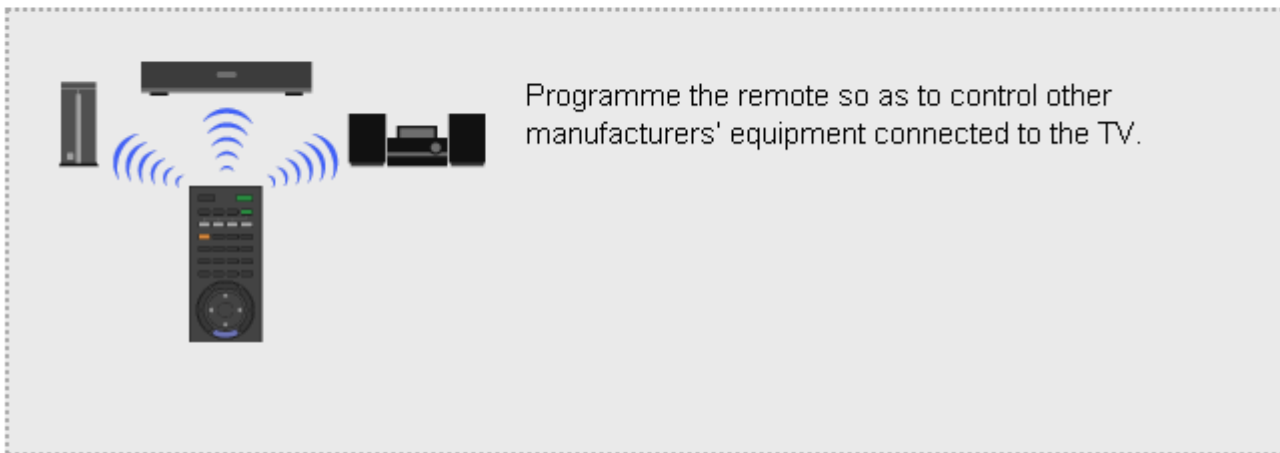 Programme the remote so as to control other
manufacturers' equipment connected to the TV.